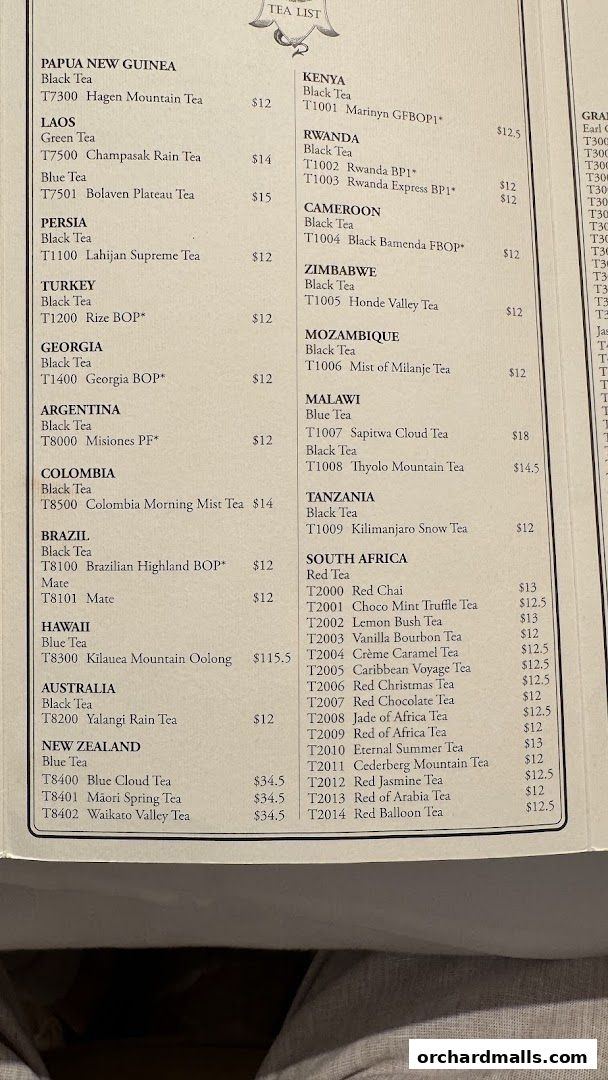 TEA LIST
PAPUA NEW GUINEA
Black Tea
T7300 Hagen Mountain Tea $12
LAOS
Green Tea
T7500 Champasak Rain Tea $14
Blue Tea
T7501 Bolaven Plateau Tea $15
PERSIA
Black Tea
T1100 Lahijan Supreme Tea $12
TURKEY
Black Tea
T1200 Rize BOP* $12
GEORGIA
Black Tea
T1400 Georgia BOP* $12
ARGENTINA
Black Tea
T8000 Misiones PF* $12
COLOMBIA
Black Tea
T8500 Colombia Morning Mist Tea $14
BRAZIL
Black Tea
T8100 Brazilian Highland BOP* $12
Mate
T8101 Mate $12
HAWAII
Blue Tea
T8300 Kilauea Mountain Oolong $115.5
AUSTRALIA
Black Tea
T8200 Yalangi Rain Tea $12
NEW ZEALAND
Blue Tea
T8400 Blue Cloud Tea $34.5
T8401 Māori Spring Tea $34.5
T8402 Waikato Valley Tea $34.5
KENYA
Black Tea
T1001 Marinyn GFBOP1* $12.5
RWANDA
Black Tea
T1002 Rwanda BP1* $12
T1003 Rwanda Express BP1* $12
CAMEROON
Black Tea
T1004 Black Bamenda FBOP* $12
ZIMBABWE
Black Tea
T1005 Honde Valley Tea $12
MOZAMBIQUE
Black Tea
T1006 Mist of Milanje Tea $12
MALAWI
Blue Tea
T1007 Sapitwa Cloud Tea $18
Black Tea
T1008 Thyolo Mountain Tea $14.5
TANZANIA
Black Tea
T1009 Kilimanjaro Snow Tea $12
SOUTH AFRICA
Red Tea
T2000 Red Chai $13
T2001 Choco Mint Truffle Tea $12.5
T2002 Lemon Bush Tea $13
T2003 Vanilla Bourbon Tea $12
T2004 Crème Caramel Tea $12.5
T2005 Caribbean Voyage Tea $12.5
T2006 Red Christmas Tea $12.5
T2007 Red Chocolate Tea $12
T2008 Jade of Africa Tea $12.5
T2009 Red of Africa Tea $12
T2010 Eternal Summer Tea $13
T2011 Cederberg Mountain Tea $12
T2012 Red Jasmine Tea $12.5
T2013 Red of Arabia Tea $12
T2014 Red Balloon Tea $12.5
orchardmalls.com